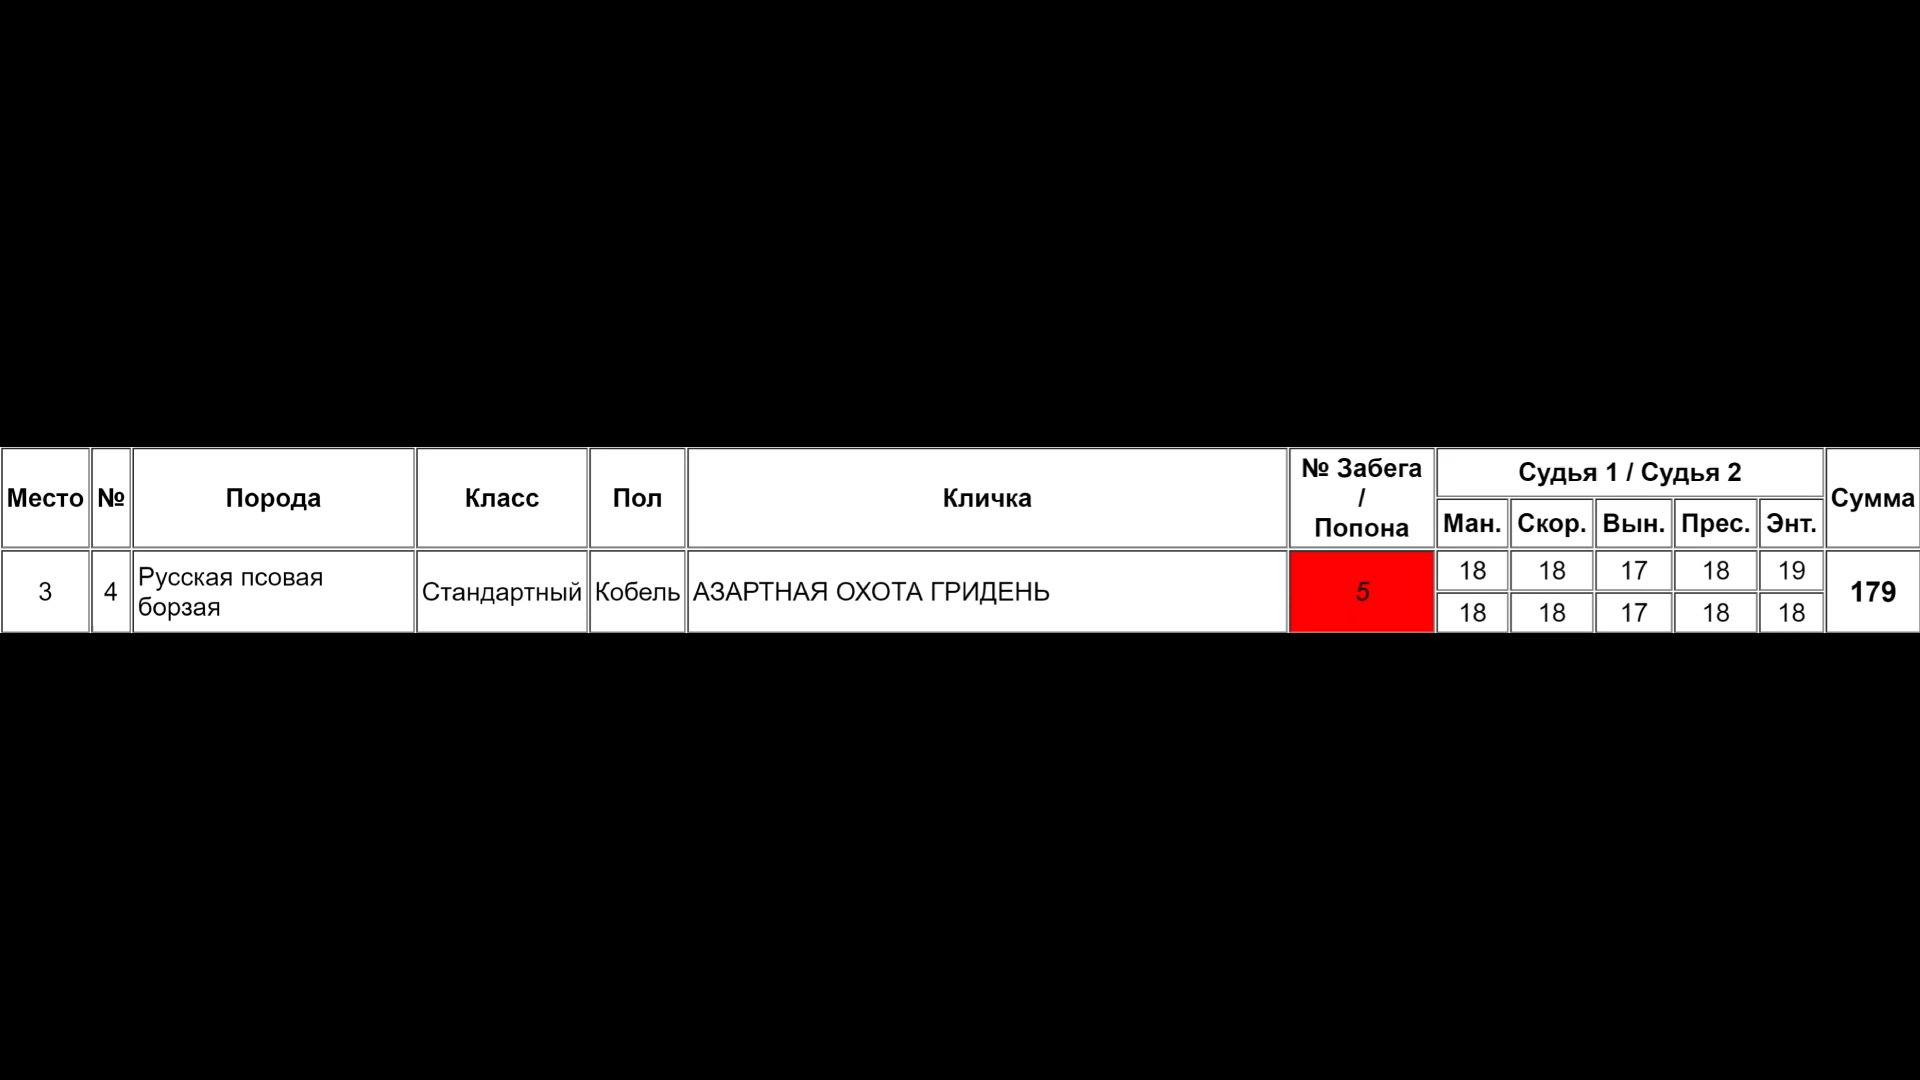 Место № Порода Класс Пол Кличка № Забега / Попона Судья 1 / Судья 2 Сумма
Ман. Скор. Вын. Прес. Энт.
3 4 Русская псовая борзая Стандартный Кобель АЗАРТНАЯ ОХОТА ГРИДЕНЬ 5 18 18 17 18 19 179
18 18 17 18 18